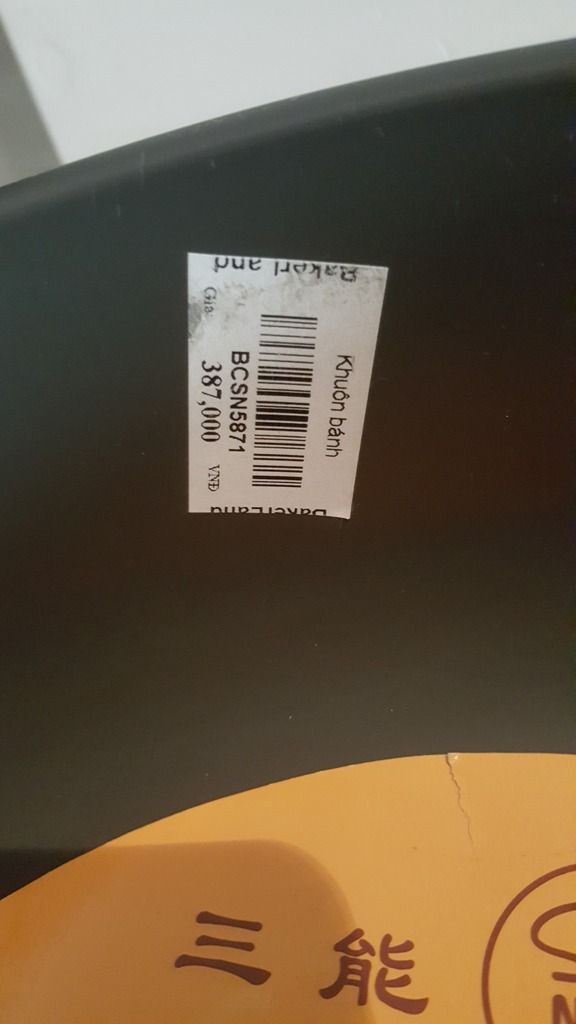 BakerLand
Khuôn bánh
BCSN5871
Giá:
387,000 VNĐ
BakerLand
三能